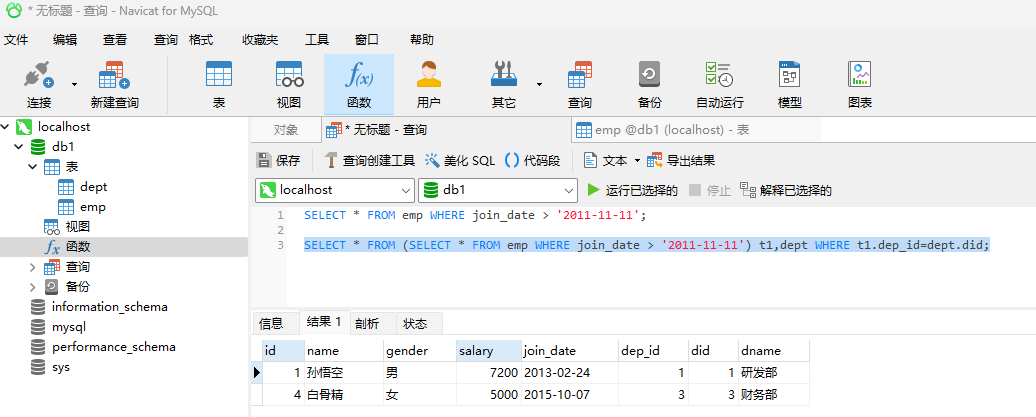 * 无标题 - 查询 - Navicat for MySQL
文件 编辑 查看 查询 格式 收藏夹 工具 窗口 帮助
连接 新建查询 表 视图 函数 用户 其它 查询 备份 自动运行 模型 图表
f(x)
localhost
db1
表
dept
emp
视图
fx 函数
查询
备份
information_schema
mysql
performance_schema
sys
对象 * 无标题 - 查询 emp @db1 (localhost) - 表
保存 查询创建工具 美化 SQL () 代码段 文本 导出结果
localhost db1 运行已选择的 停止 解释已选择的
1 SELECT * FROM emp WHERE join_date > '2011-11-11';
2
3 SELECT * FROM (SELECT * FROM emp WHERE join_date > '2011-11-11') t1,dept WHERE t1.dep_id=dept.did;
信息 结果 1 剖析 状态
id name gender salary join_date dep_id did dname
1 孙悟空 男 7200 2013-02-24 1 1 研发部
4 白骨精 女 5000 2015-10-07 3 3 财务部